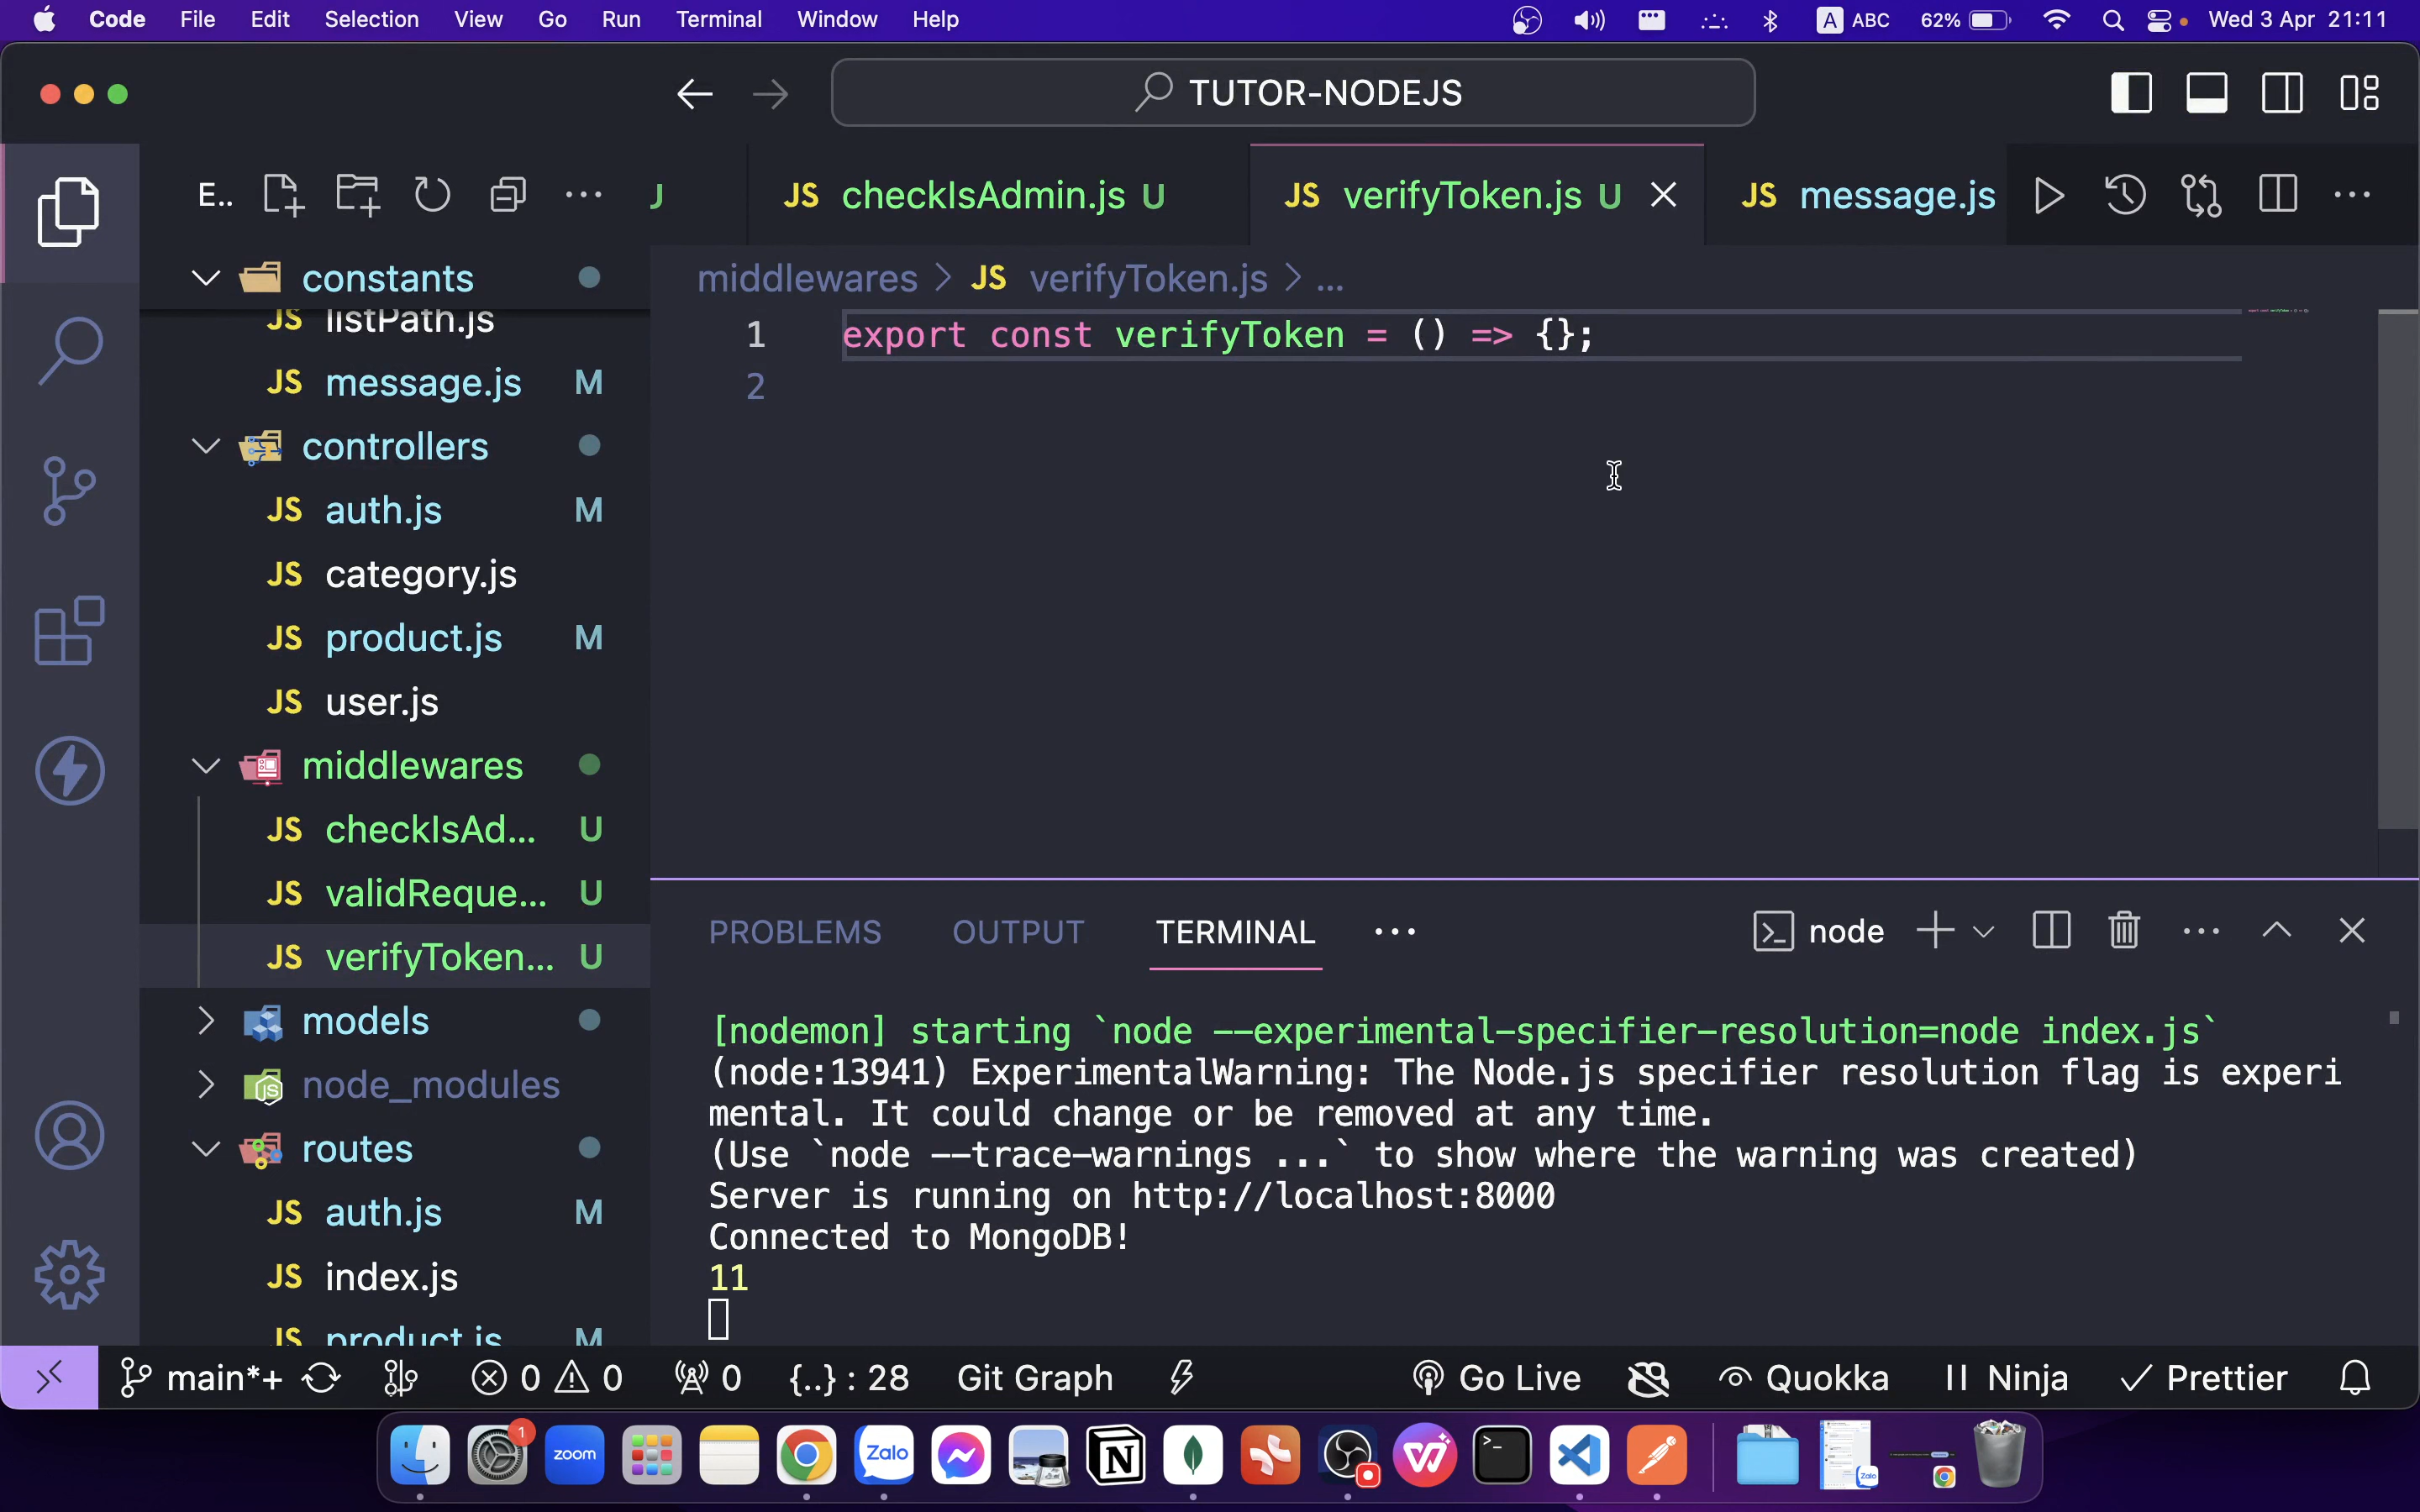 Code File Edit Selection View Go Run Terminal Window Help A ABC 62% Wed 3 Apr 21:11
TUTOR-NODEJS
E.. U JS checkIsAdmin.js U JS verifyToken.js U JS message.js
constants
middlewares > JS verifyToken.js > ...
JS listPath.js
1 export const verifyToken = () => {};
JS message.js M
2
controllers
JS auth.js M
JS category.js
JS product.js M
JS user.js
middlewares
JS checkIsAd... U
JS validReque... U
PROBLEMS OUTPUT TERMINAL ... node
JS verifyToken... U
models
[nodemon] starting `node --experimental-specifier-resolution=node index.js`
(node:13941) ExperimentalWarning: The Node.js specifier resolution flag is experi
node_modules
mental. It could change or be removed at any time.
(Use `node --trace-warnings ...` to show where the warning was created)
routes
Server is running on http://localhost:8000
JS auth.js M
Connected to MongoDB!
JS index.js
11
JS product.js M
main*+ 0 0 0 {..} : 28 Git Graph Go Live Quokka Ninja Prettier
1
zoom
Zalo
N
W
>_
Zalo